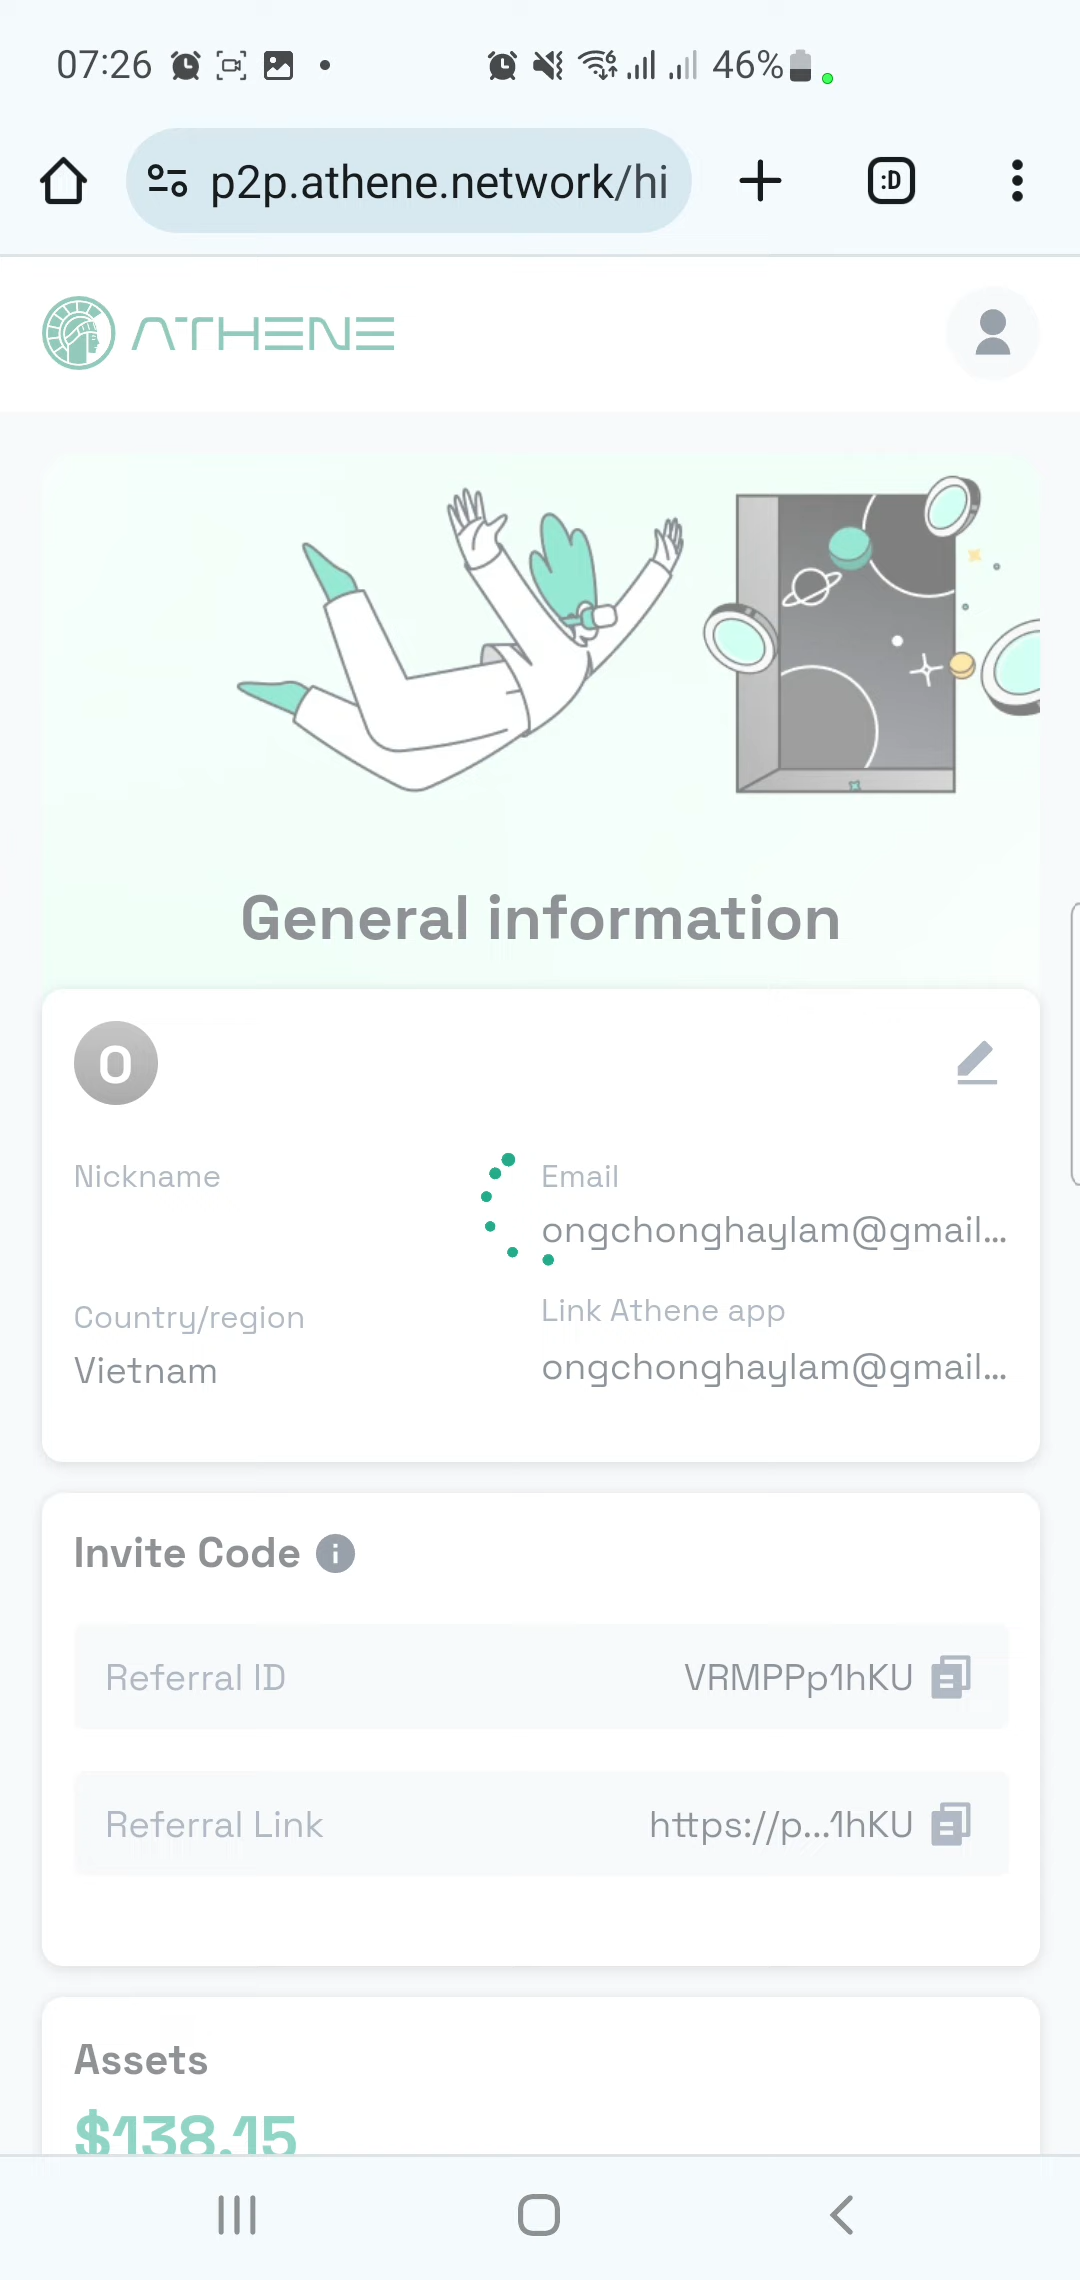 07:26
46%
p2p.athene.network/hi
:D
ATHENE
General information
O
Nickname
Email
ongchonghaylam@gmail...
Country/region
Link Athene app
Vietnam
ongchonghaylam@gmail...
Invite Code
Referral ID
VRMPPp1hKU
Referral Link
https://p...1hKU
Assets
$138.15